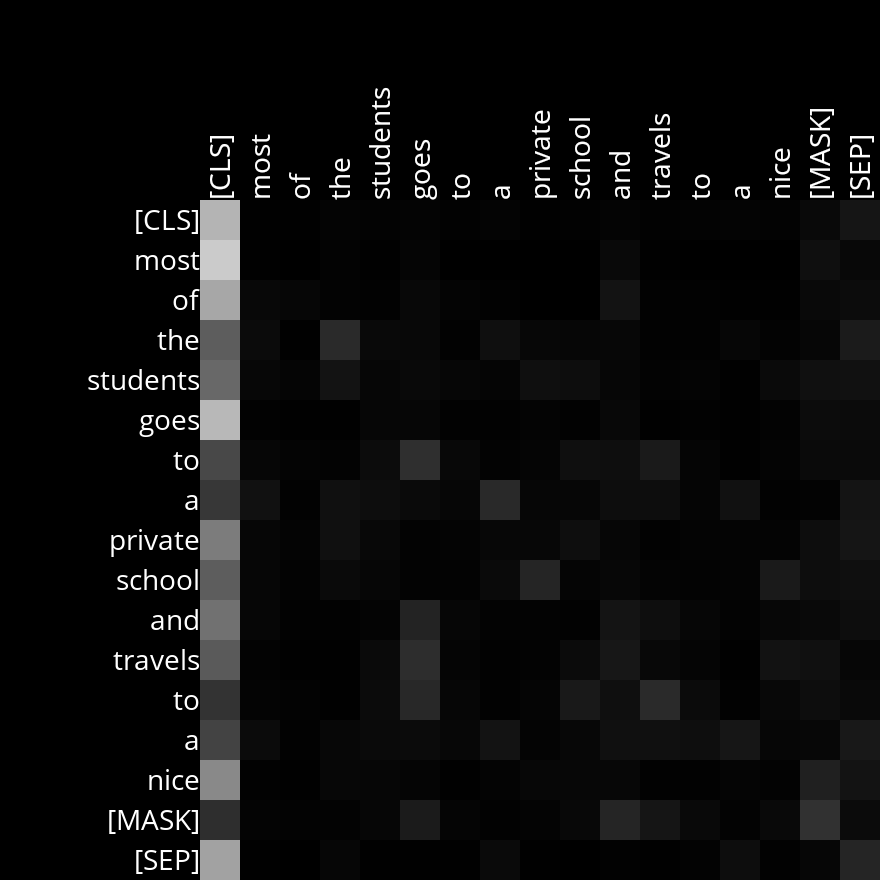 [CLS] most of the students goes to a private school and travels to a nice [MASK] [SEP]
[CLS]
most
of
the
students
goes
to
a
private
school
and
travels
to
a
nice
[MASK]
[SEP]